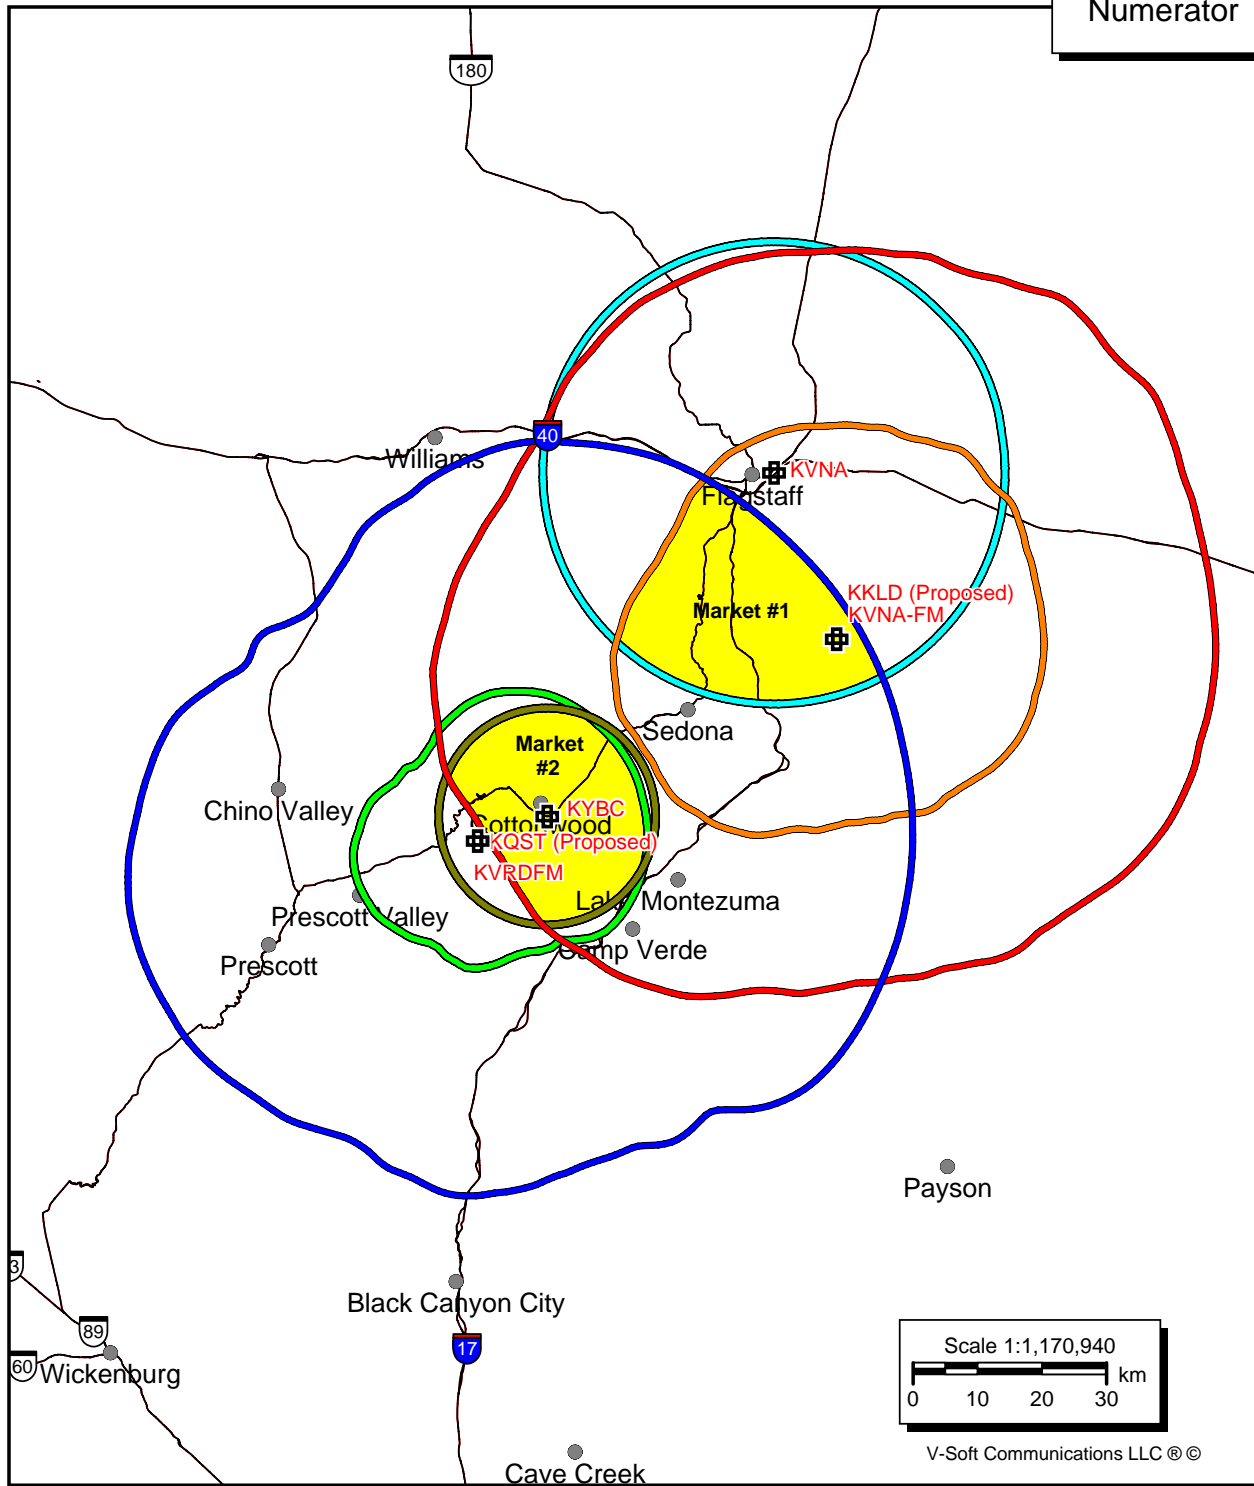 Numerator
180
40
Williams
KVNA
Flagstaff
KKLD (Proposed)
KVNA-FM
Market #1
Sedona
Market
#2
Chino Valley
KYBC
Cottonwood
KQST (Proposed)
KVRDFM
Lake Montezuma
Prescott Valley
Camp Verde
Prescott
Payson
3
Black Canyon City
89
17
60
Wickenburg
Scale 1:1,170,940
km
0 10 20 30
V-Soft Communications LLC ® ©
Cave Creek